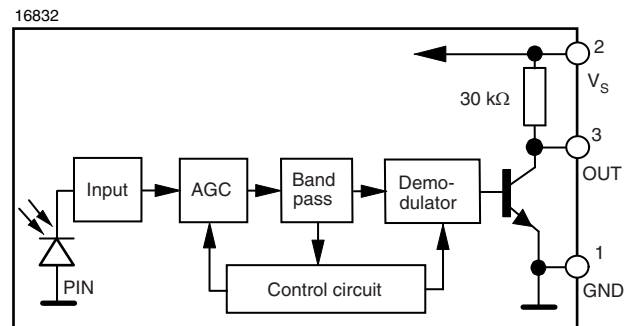 16832
2
V_S
30 kΩ
3
OUT
Input
AGC
Band
pass
Demo-
dulator
1
GND
Control circuit
PIN